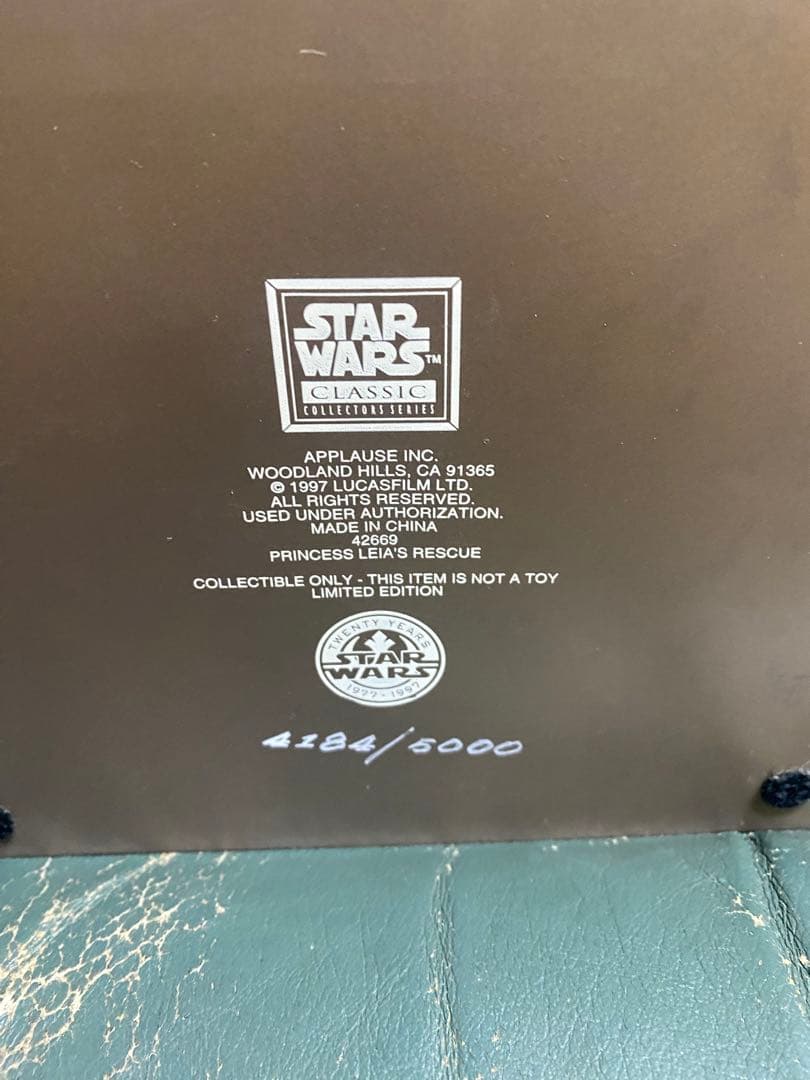 STAR
WARS™
CLASSIC
COLLECTORS SERIES
APPLAUSE INC.
WOODLAND HILLS, CA 91365
© 1997 LUCASFILM LTD.
ALL RIGHTS RESERVED.
USED UNDER AUTHORIZATION.
MADE IN CHINA
42669
PRINCESS LEIA'S RESCUE
COLLECTIBLE ONLY - THIS ITEM IS NOT A TOY
LIMITED EDITION
TWENTY YEARS
STAR
WARS
1977 - 1997
4184/5000